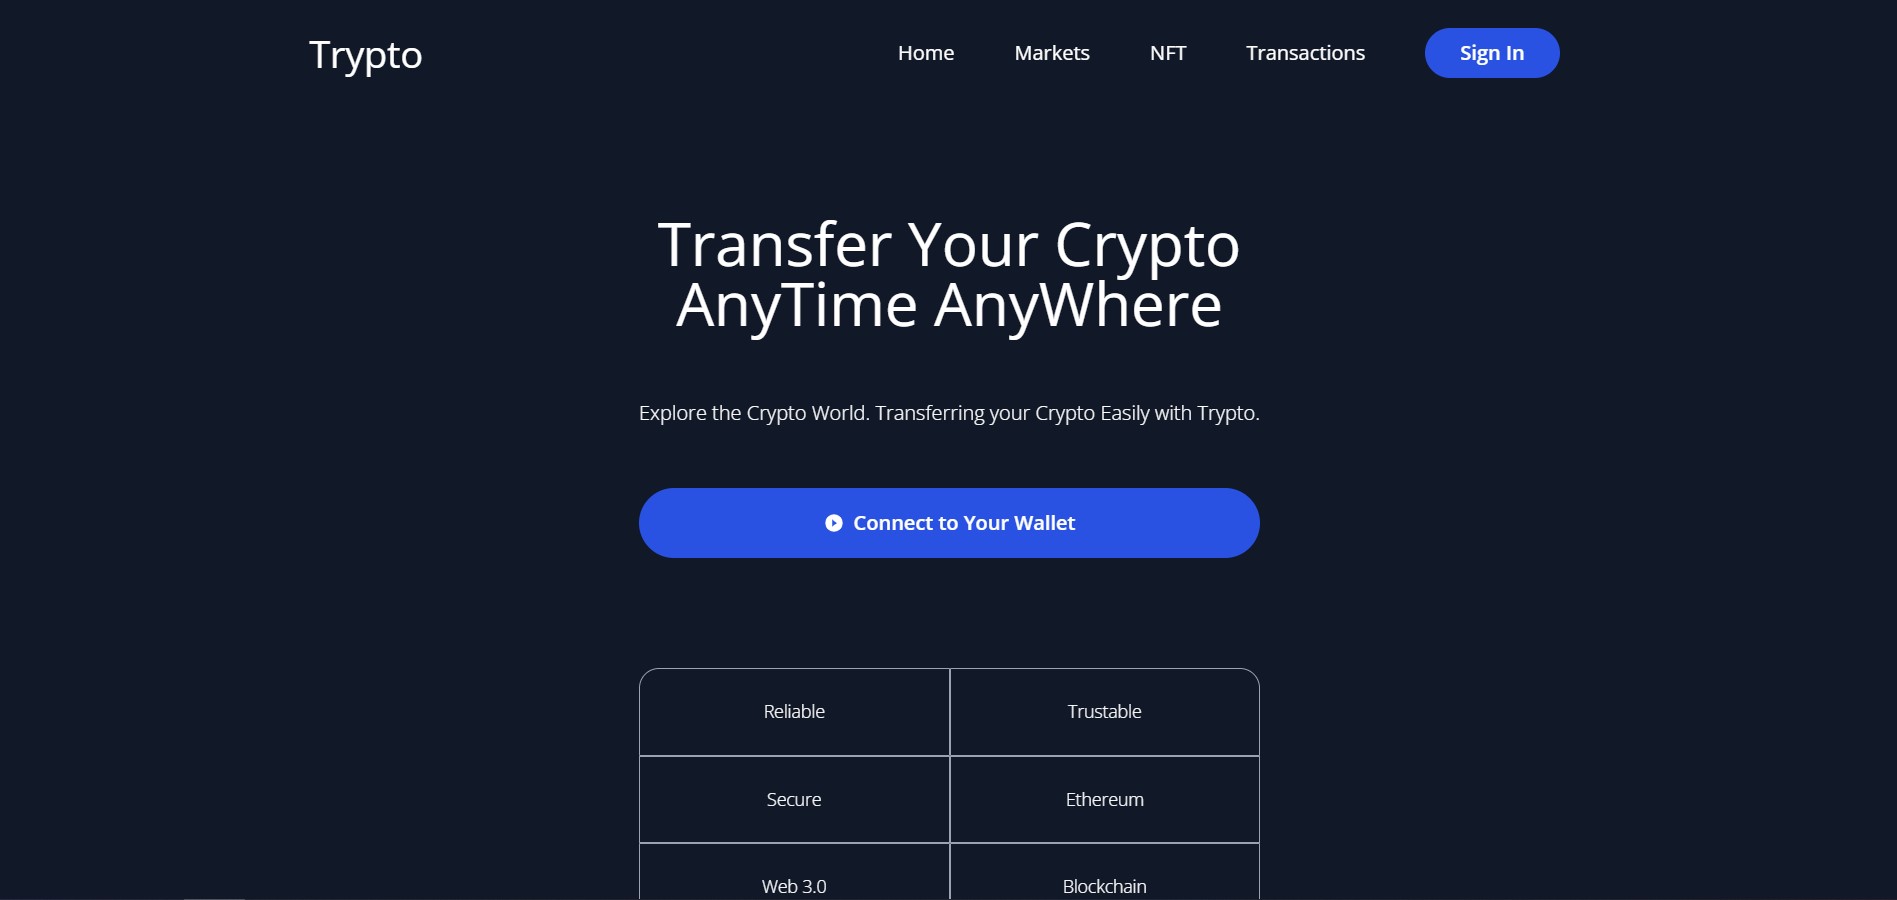 Trypto
Home
Markets
NFT
Transactions
Sign In
Transfer Your Crypto
AnyTime AnyWhere
Explore the Crypto World. Transferring your Crypto Easily with Trypto.
Connect to Your Wallet
Reliable
Trustable
Secure
Ethereum
Web 3.0
Blockchain